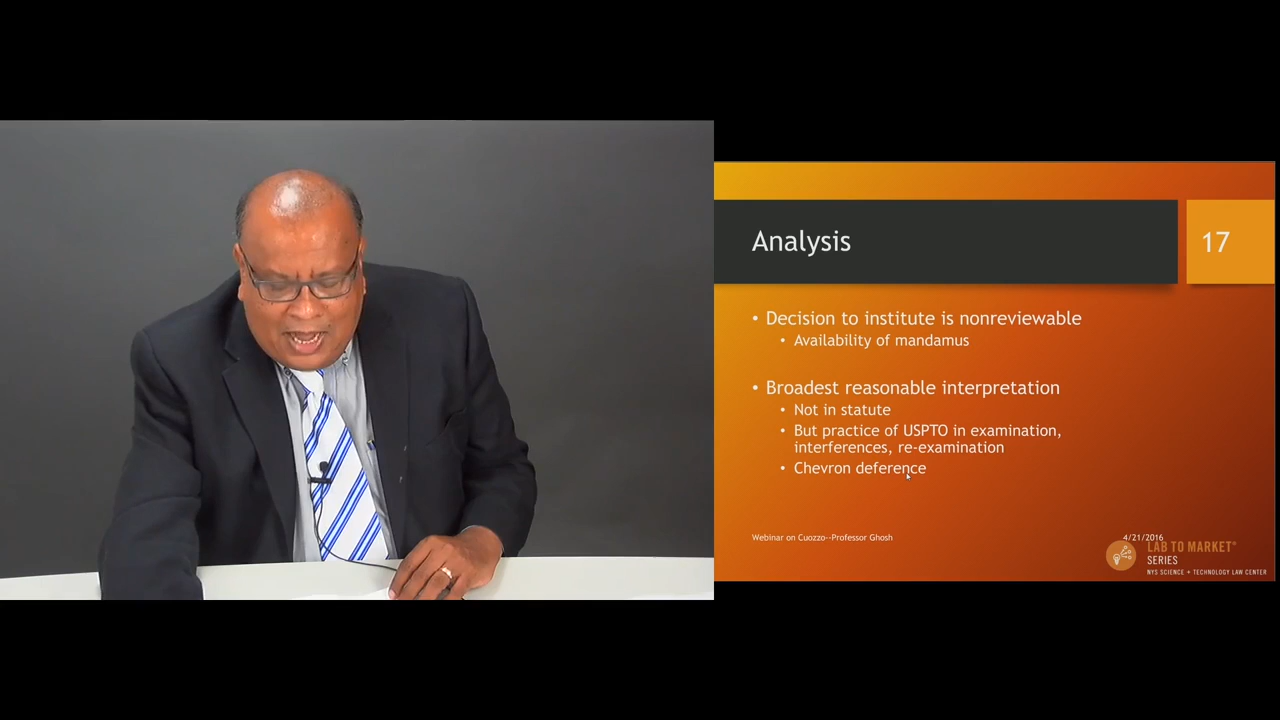 Analysis
17
• Decision to institute is nonreviewable
• Availability of mandamus
• Broadest reasonable interpretation
• Not in statute
• But practice of USPTO in examination,
interferences, re-examination
• Chevron deference
Webinar on Cuozzo--Professor Ghosh
4/21/2016
LAB TO MARKET®
SERIES
NYS SCIENCE + TECHNOLOGY LAW CENTER